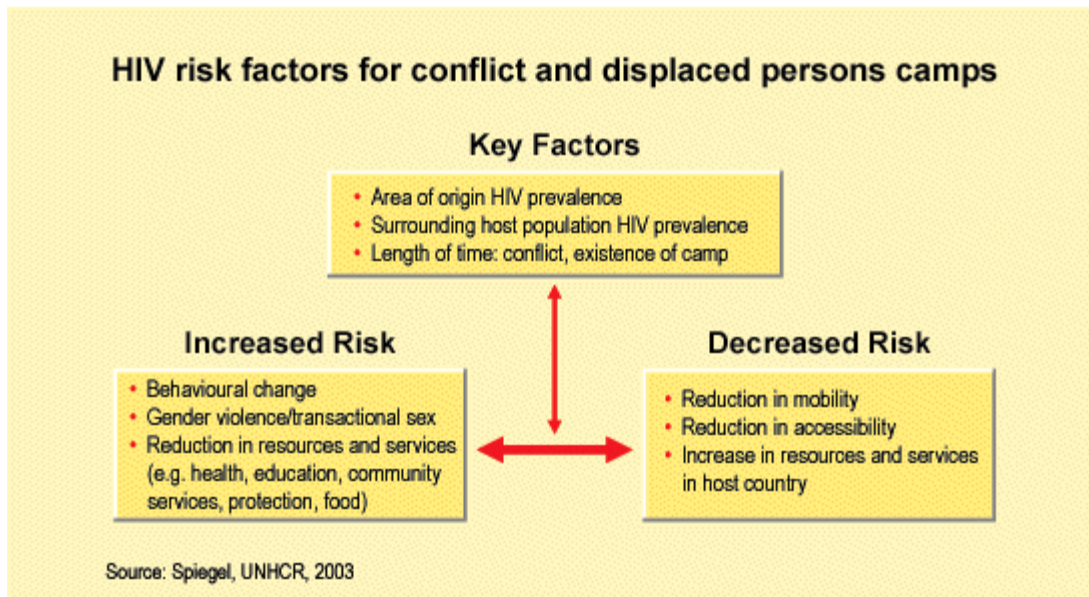 HIV risk factors for conflict and displaced persons camps
Key Factors
• Area of origin HIV prevalence
• Surrounding host population HIV prevalence
• Length of time: conflict, existence of camp
Increased Risk
• Behavioural change
• Gender violence/transactional sex
• Reduction in resources and services
(e.g. health, education, community
services, protection, food)
Decreased Risk
• Reduction in mobility
• Reduction in accessibility
• Increase in resources and services
in host country
Source: Spiegel, UNHCR, 2003